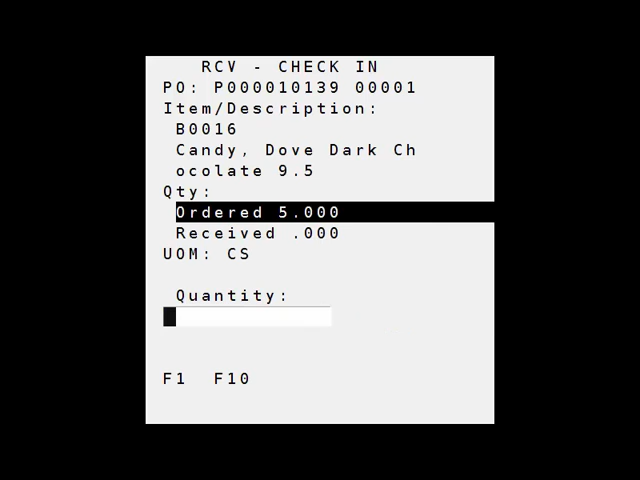 RCV - CHECK IN
PO: P000010139 00001
Item/Description:
B0016
Candy, Dove Dark Ch
ocolate 9.5
Qty:
Ordered 5.000
Received .000
UOM: CS
Quantity:
F1 F10